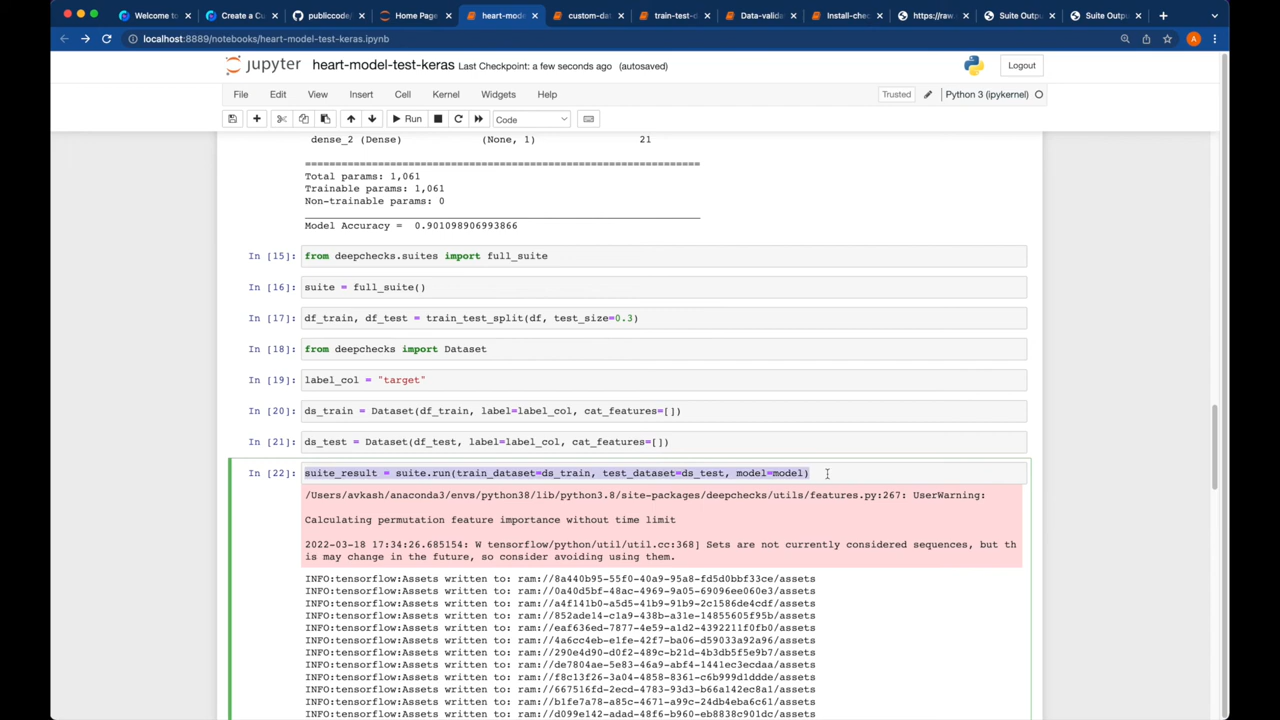 Welcome to
Create a Cu
publiccode/
Home Page
heart-mode
custom-dat
train-test-d
Data-valida
Install-chec
https://raw.
Suite Outpu
Suite Outpu
localhost:8889/notebooks/heart-model-test-keras.ipynb
A
jupyter heart-model-test-keras Last Checkpoint: a few seconds ago (autosaved)
Logout
File Edit View Insert Cell Kernel Widgets Help
Trusted
Python 3 (ipykernel)
Run
Code
dense_2 (Dense) (None, 1) 21
=================================================================
Total params: 1,061
Trainable params: 1,061
Non-trainable params: 0
_________________________________________________________________
Model Accuracy = 0.901098906993866
In [15]: from deepchecks.suites import full_suite
In [16]: suite = full_suite()
In [17]: df_train, df_test = train_test_split(df, test_size=0.3)
In [18]: from deepchecks import Dataset
In [19]: label_col = "target"
In [20]: ds_train = Dataset(df_train, label=label_col, cat_features=[])
In [21]: ds_test = Dataset(df_test, label=label_col, cat_features=[])
In [22]: suite_result = suite.run(train_dataset=ds_train, test_dataset=ds_test, model=model)
/Users/avkash/anaconda3/envs/python38/lib/python3.8/site-packages/deepchecks/utils/features.py:267: UserWarning:
Calculating permutation feature importance without time limit
2022-03-18 17:34:26.685154: W tensorflow/python/util/util.cc:368] Sets are not currently considered sequences, but th
is may change in the future, so consider avoiding using them.
INFO:tensorflow:Assets written to: ram://8a440b95-55f0-40a9-95a8-fd5d0bbf33ce/assets
INFO:tensorflow:Assets written to: ram://0a40d5bf-48ac-4969-9a05-69096ee060e3/assets
INFO:tensorflow:Assets written to: ram://a4f141b0-a5d5-41b9-91b9-2c1586de4cdf/assets
INFO:tensorflow:Assets written to: ram://852ade14-c1a9-438b-a31e-14855605f95b/assets
INFO:tensorflow:Assets written to: ram://eaf636ed-7877-4e59-a1d2-4392211f0fb0/assets
INFO:tensorflow:Assets written to: ram://4a6cc4eb-e1fe-42f7-ba06-d59033a92a96/assets
INFO:tensorflow:Assets written to: ram://290e4d90-d0f2-489c-b21d-4b3db5f5e9b7/assets
INFO:tensorflow:Assets written to: ram://de7804ae-5e83-46a9-abf4-1441ec3ecdaa/assets
INFO:tensorflow:Assets written to: ram://f8c13f26-3a04-4858-8361-c6b999d1ddde/assets
INFO:tensorflow:Assets written to: ram://667516fd-2ecd-4783-93d3-b66a142ec8a1/assets
INFO:tensorflow:Assets written to: ram://b1fe7a78-a85c-4671-a99c-24db4eba6c61/assets
INFO:tensorflow:Assets written to: ram://d099e142-adad-48f6-b960-eb8838c901dc/assets